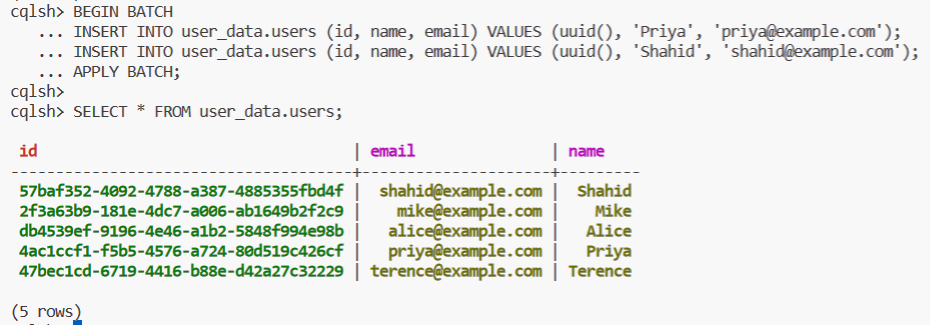 cqlsh> BEGIN BATCH
   ... INSERT INTO user_data.users (id, name, email) VALUES (uuid(), 'Priya', 'priya@example.com');
   ... INSERT INTO user_data.users (id, name, email) VALUES (uuid(), 'Shahid', 'shahid@example.com');
   ... APPLY BATCH;
cqlsh>
cqlsh> SELECT * FROM user_data.users;
 id                                   | email               | name
--------------------------------------+---------------------+---------
 57baf352-4092-4788-a387-4885355fbd4f |  shahid@example.com |  Shahid
 2f3a63b9-181e-4dc7-a006-ab1649b2f2c9 |    mike@example.com |    Mike
 db4539ef-9196-4e46-a1b2-5848f994e98b |   alice@example.com |   Alice
 4ac1ccf1-f5b5-4576-a724-80d519c426cf |   priya@example.com |   Priya
 47bec1cd-6719-4416-b88e-d42a27c32229 | terence@example.com | Terence
(5 rows)